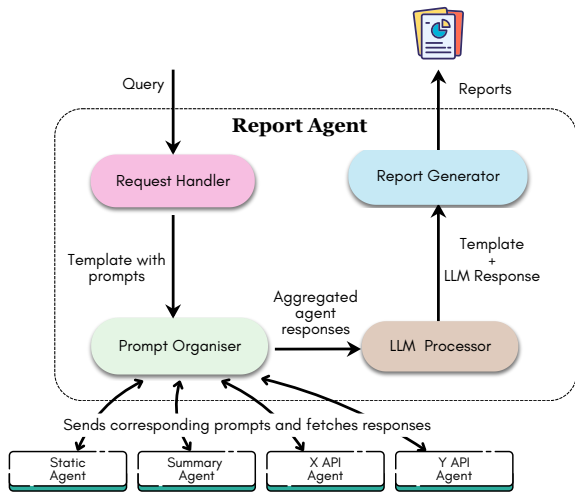 Query
Reports
Report Agent
Request Handler
Report Generator
Template with
prompts
Template
+
LLM Response
Aggregated
agent
responses
Prompt Organiser
LLM Processor
Sends corresponding prompts and fetches responses
Static
Agent
Summary
Agent
X API
Agent
Y API
Agent